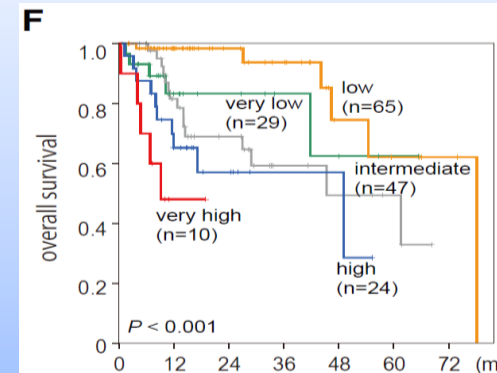 F
overall survival
1.0
0.8
0.6
0.4
0.2
0
low
(n=65)
very low
(n=29)
intermediate
(n=47)
very high
(n=10)
high
(n=24)
P < 0.001
0 12 24 36 48 60 72 (m